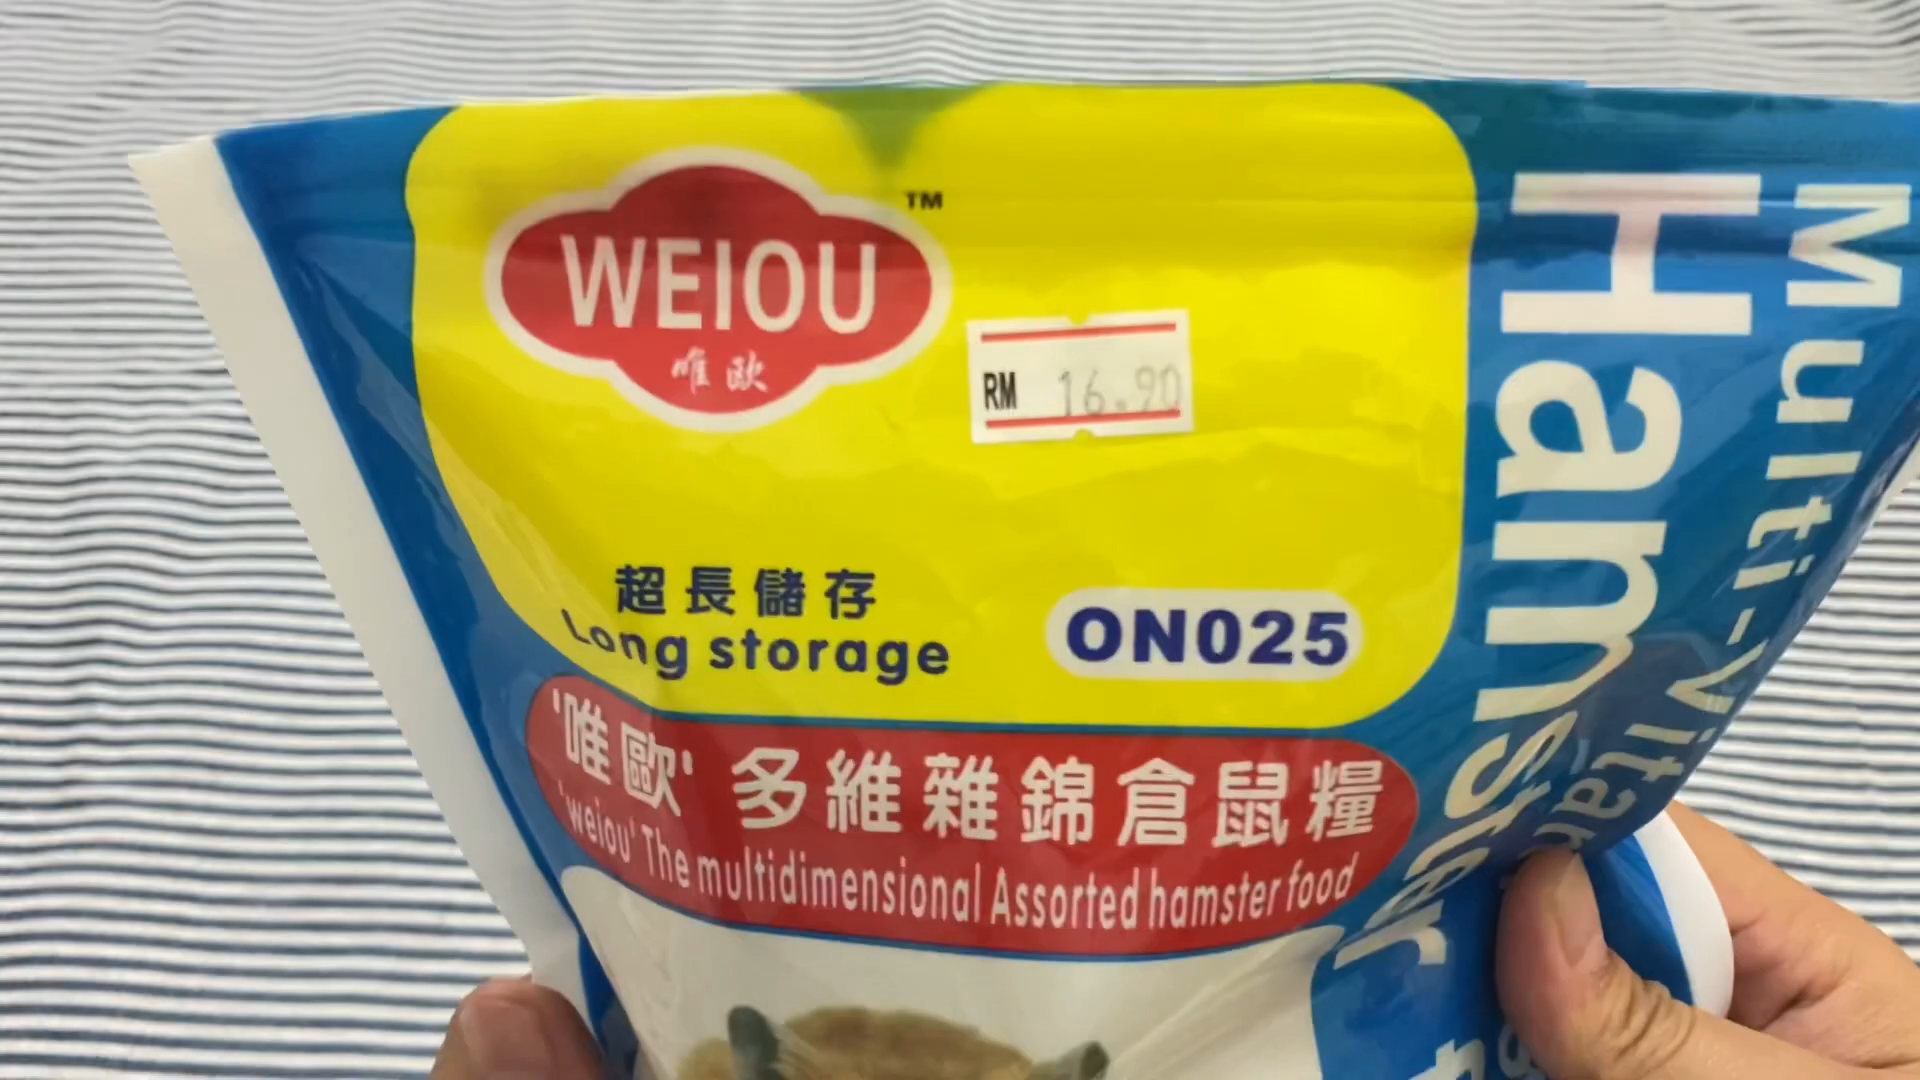 WEIOU
TM
唯歐
RM 16.90
超長儲存
Long storage
ON025
'唯歐' 多維雜錦倉鼠糧
'weiou' The multidimensional Assorted hamster food
Multi-Vitam
Hamster f